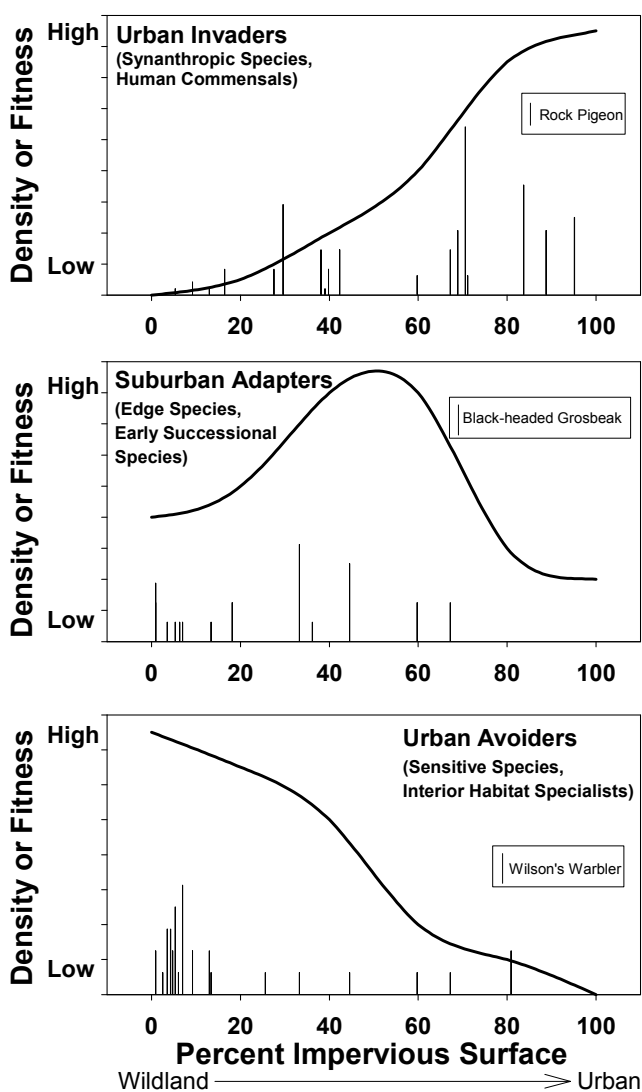 High
Urban Invaders
(Synanthropic Species,
Human Commensals)
Rock Pigeon
Density or Fitness
Low
0 20 40 60 80 100
High
Suburban Adapters
(Edge Species,
Early Successional
Species)
Black-headed Grosbeak
Density or Fitness
Low
0 20 40 60 80 100
High
Urban Avoiders
(Sensitive Species,
Interior Habitat Specialists)
Wilson's Warbler
Density or Fitness
Low
0 20 40 60 80 100
Percent Impervious Surface
Wildland Urban